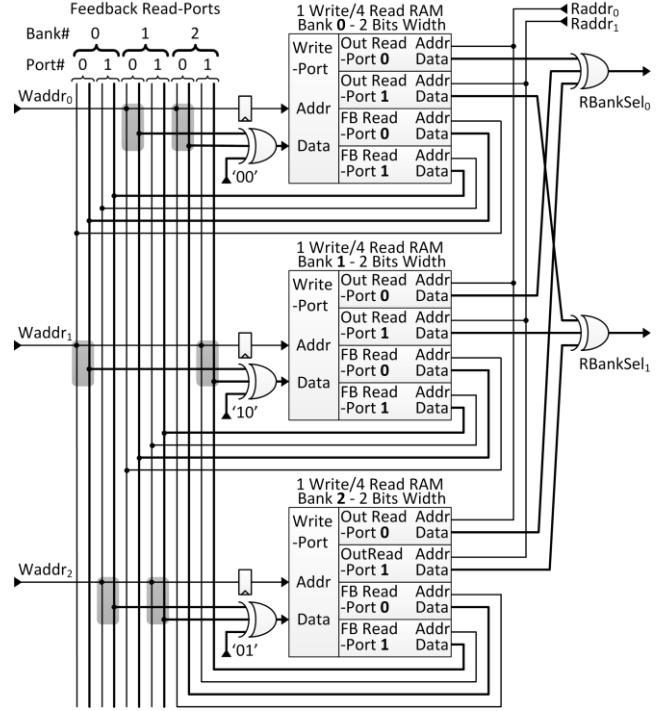 Feedback Read-Ports
Bank# 0 1 2
Port# 0 1 0 1 0 1
1 Write/4 Read RAM
Bank 0 - 2 Bits Width
Write
-Port
Addr
Data
Out Read Addr
-Port 0 Data
Out Read Addr
-Port 1 Data
FB Read Addr
-Port 0 Data
FB Read Addr
-Port 1 Data
Raddr0
Raddr1
RBankSel0
Waddr0
'00'
1 Write/4 Read RAM
Bank 1 - 2 Bits Width
Write
-Port
Addr
Data
Out Read Addr
-Port 0 Data
Out Read Addr
-Port 1 Data
FB Read Addr
-Port 0 Data
FB Read Addr
-Port 1 Data
RBankSel1
Waddr1
'10'
1 Write/4 Read RAM
Bank 2 - 2 Bits Width
Write
-Port
Addr
Data
Out Read Addr
-Port 0 Data
OutRead Addr
-Port 1 Data
FB Read Addr
-Port 0 Data
FB Read Addr
-Port 1 Data
Waddr2
'01'